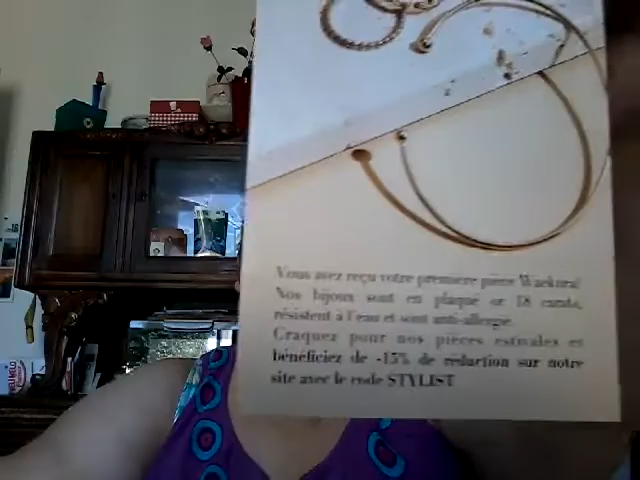 Vous avez reçu votre première pièce
Nos bijoux sont en plaqué or 18 carats,
résistent à l'eau et sont anti-allergie.
Craquez pour nos pièces estivales et
bénéficiez de -15% de réduction sur notre
site avec le code STYLIST